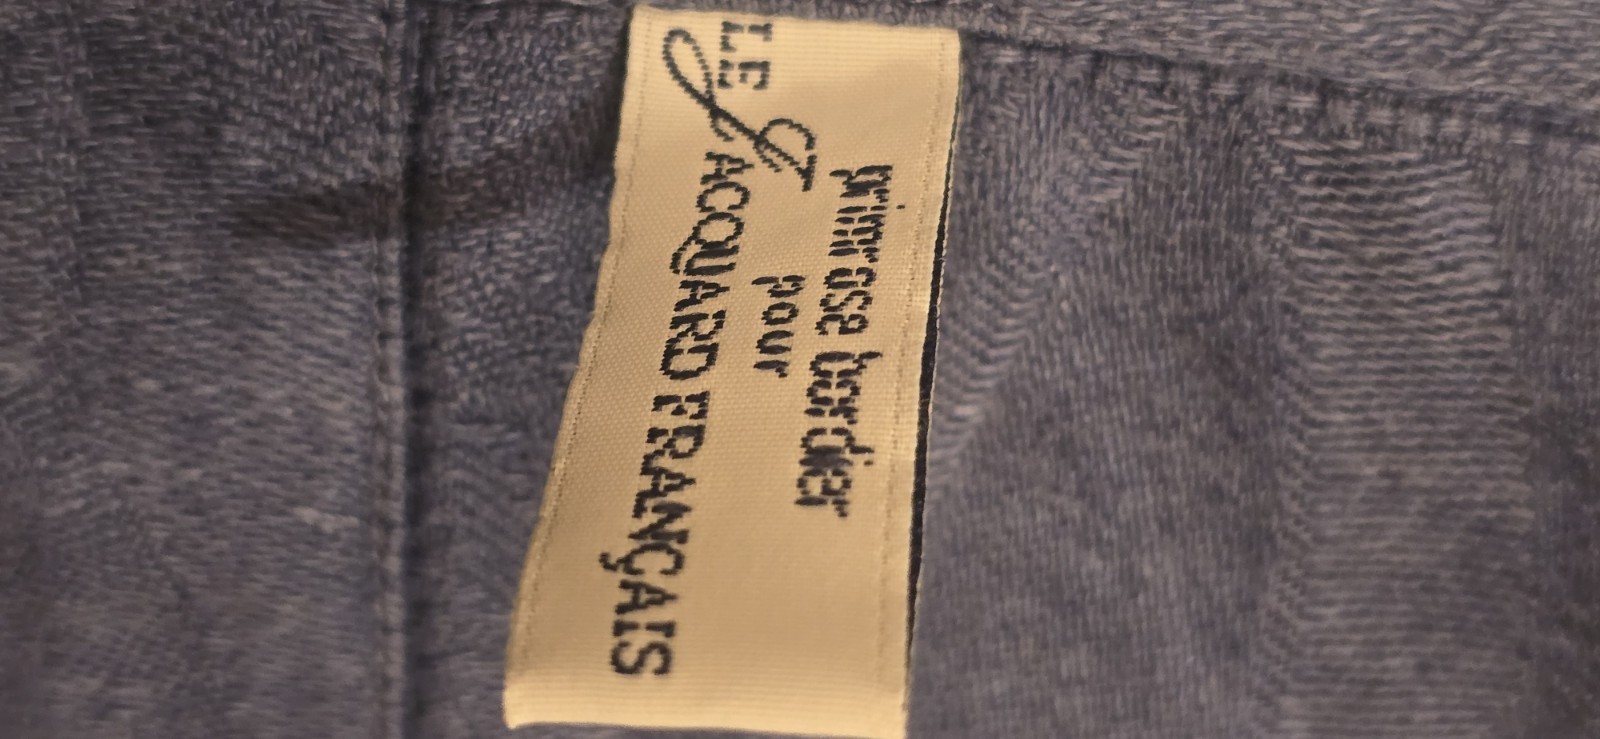 primrose bordier
pour
LE JACQUARD FRANÇAIS